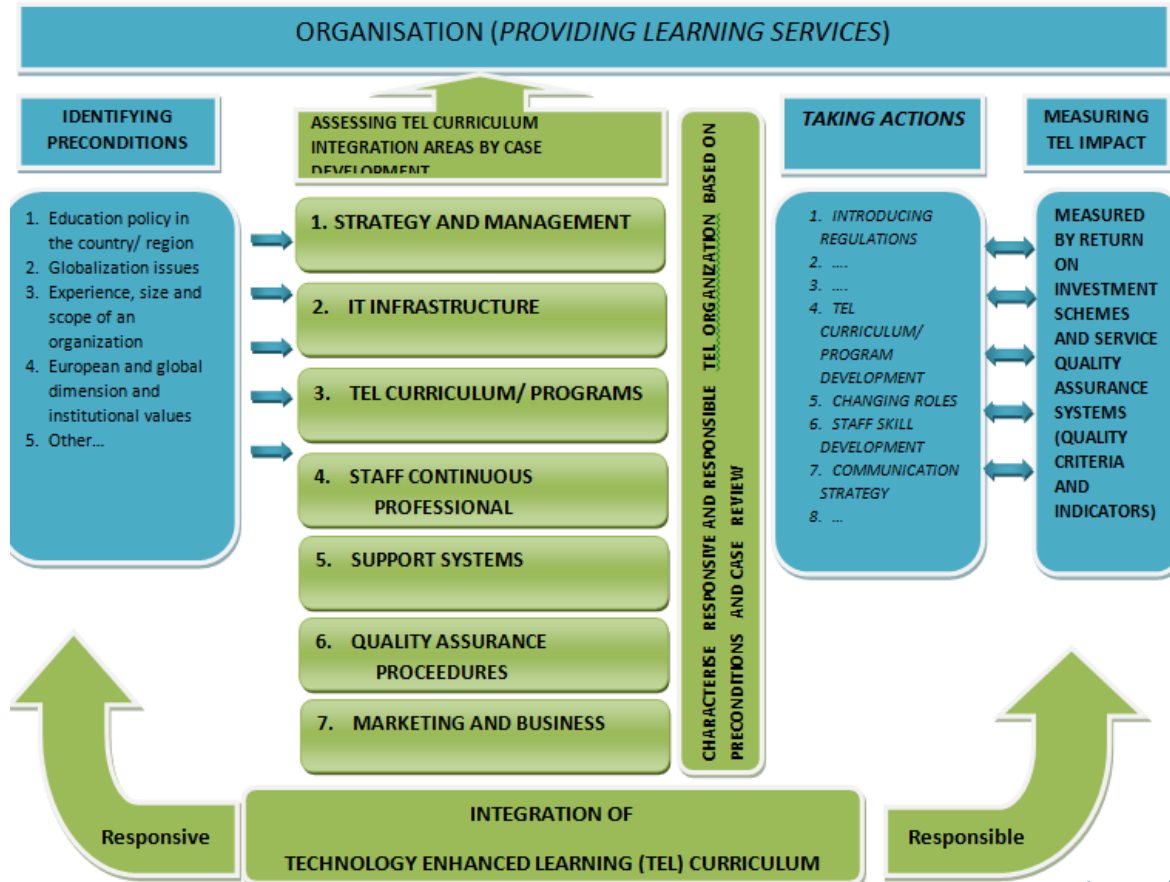 ORGANISATION (PROVIDING LEARNING SERVICES)
IDENTIFYING
PRECONDITIONS
1. Education policy in
the country/ region
2. Globalization issues
3. Experience, size and
scope of an
organization
4. European and global
dimension and
institutional values
5. Other...
ASSESSING TEL CURRICULUM
INTEGRATION AREAS BY CASE
DEVELOPMENT
1. STRATEGY AND MANAGEMENT
2. IT INFRASTRUCTURE
3. TEL CURRICULUM/ PROGRAMS
4. STAFF CONTINUOUS
PROFESSIONAL
5. SUPPORT SYSTEMS
6. QUALITY ASSURANCE
PROCEEDURES
7. MARKETING AND BUSINESS
CHARACTERISE RESPONSIVE AND RESPONSIBLE TEL ORGANIZATION BASED ON
PRECONDITIONS AND CASE REVIEW
TAKING ACTIONS
1. INTRODUCING
REGULATIONS
2. ....
3. ....
4. TEL
CURRICULUM/
PROGRAM
DEVELOPMENT
5. CHANGING ROLES
6. STAFF SKILL
DEVELOPMENT
7. COMMUNICATION
STRATEGY
8. ...
MEASURING
TEL IMPACT
MEASURED
BY RETURN
ON
INVESTMENT
SCHEMES
AND SERVICE
QUALITY
ASSURANCE
SYSTEMS
(QUALITY
CRITERIA
AND
INDICATORS)
Responsive
INTEGRATION OF
TECHNOLOGY ENHANCED LEARNING (TEL) CURRICULUM
Responsible